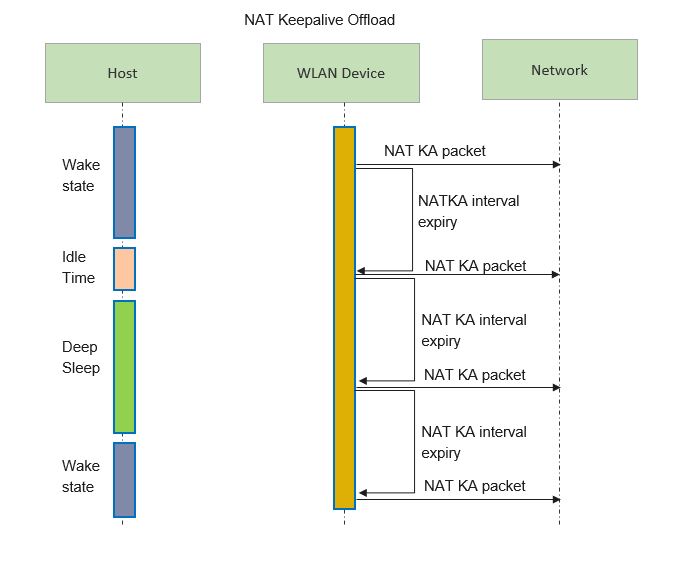 NAT Keepalive Offload
Host
WLAN Device
Network
NAT KA packet
Wake
state
NATKA interval
expiry
Idle
Time
NAT KA packet
NAT KA interval
expiry
Deep
Sleep
NAT KA packet
NAT KA interval
expiry
Wake
state
NAT KA packet